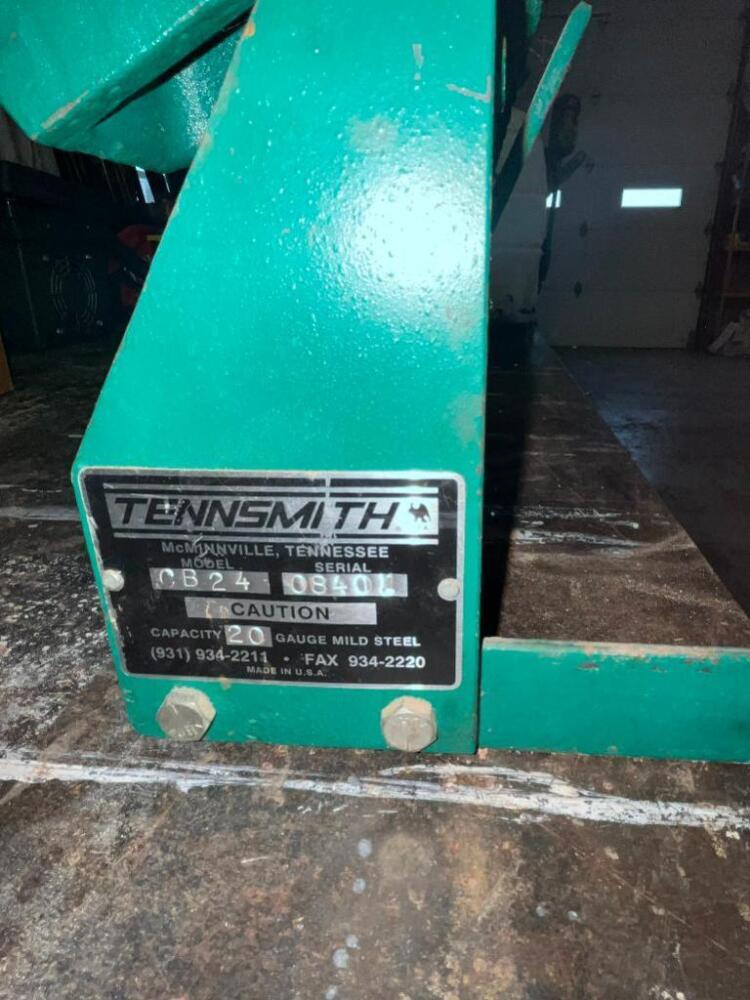 TENNSMITH
McMINNVILLE, TENNESSEE
MODEL SERIAL
CB24
CAUTION
CAPACITY 20 GAUGE MILD STEEL
(931) 934-2211 • FAX 934-2220
MADE IN U.S.A.